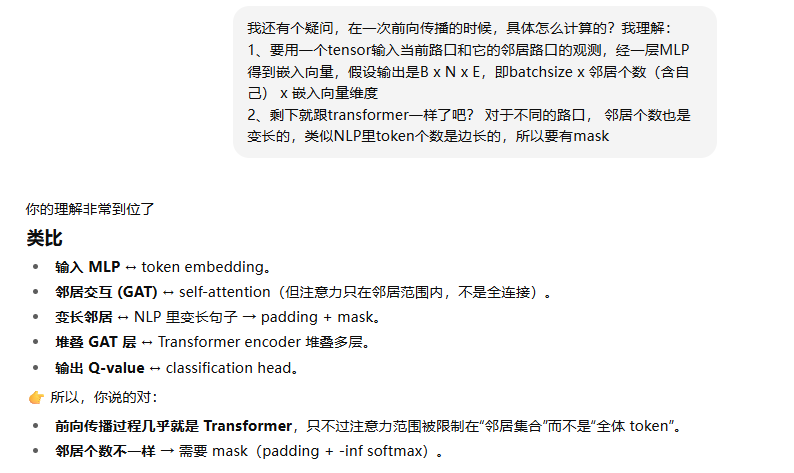 我还有个疑问，在一次前向传播的时候，具体怎么计算的？我理解：
1、要用一个tensor输入当前路口和它的邻居路口的观测，经一层MLP
得到嵌入向量，假设输出是B x N x E，即batchsize x 邻居个数（含自
己） x 嵌入向量维度
2、剩下就跟transformer一样了吧？ 对于不同的路口， 邻居个数也是
变长的，类似NLP里token个数是边长的，所以要有mask
你的理解非常到位了
类比
• 输入 MLP ↔ token embedding。
• 邻居交互 (GAT) ↔ self-attention（但注意力只在邻居范围内，不是全连接）。
• 变长邻居 ↔ NLP 里变长句子 → padding + mask。
• 堆叠 GAT 层 ↔ Transformer encoder 堆叠多层。
• 输出 Q-value ↔ classification head。
👉 所以，你说的对：
• 前向传播过程几乎就是 Transformer，只不过注意力范围被限制在“邻居集合”而不是“全体 token”。
• 邻居个数不一样 → 需要 mask（padding + -inf softmax）。